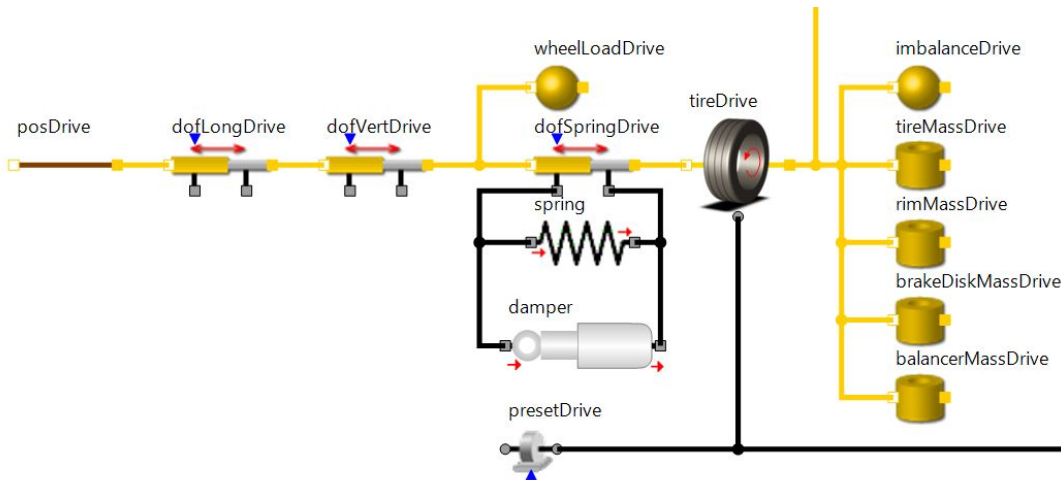 wheelLoadDrive
imbalanceDrive
tireDrive
posDrive
dofLongDrive
dofVertDrive
dofSpringDrive
tireMassDrive
spring
rimMassDrive
brakeDiskMassDrive
damper
balancerMassDrive
presetDrive